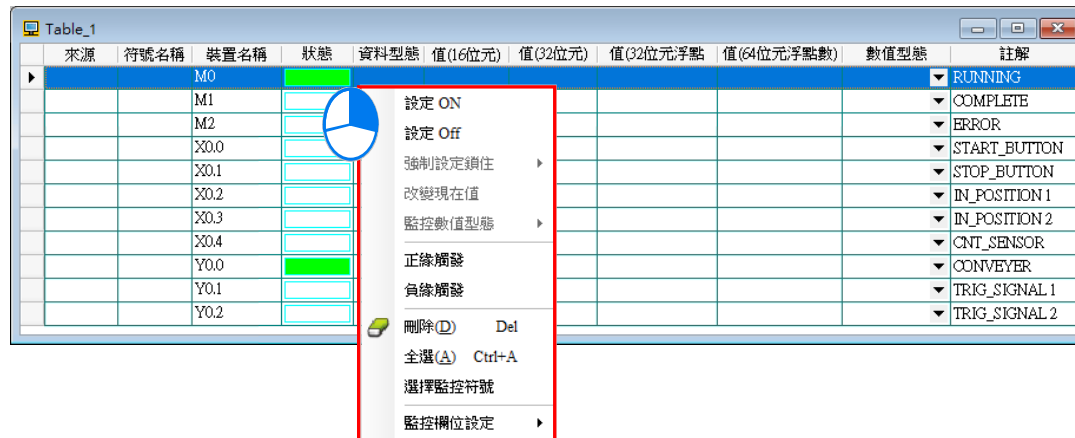 Table_1
來源 符號名稱 裝置名稱 狀態 資料型態 值(16位元) 值(32位元) 值(32位元浮點 值(64位元浮點數) 數值型態 註解
M0 RUNNING
M1 COMPLETE
M2 ERROR
X0.0 START_BUTTON
X0.1 STOP_BUTTON
X0.2 IN_POSITION 1
X0.3 IN_POSITION 2
X0.4 CNT_SENSOR
Y0.0 CONVEYER
Y0.1 TRIG_SIGNAL 1
Y0.2 TRIG_SIGNAL 2
設定 ON
設定 Off
強制設定鎖住
改變現在值
監控數值型態
正緣觸發
負緣觸發
刪除(D) Del
全選(A) Ctrl+A
選擇監控符號
監控欄位設定